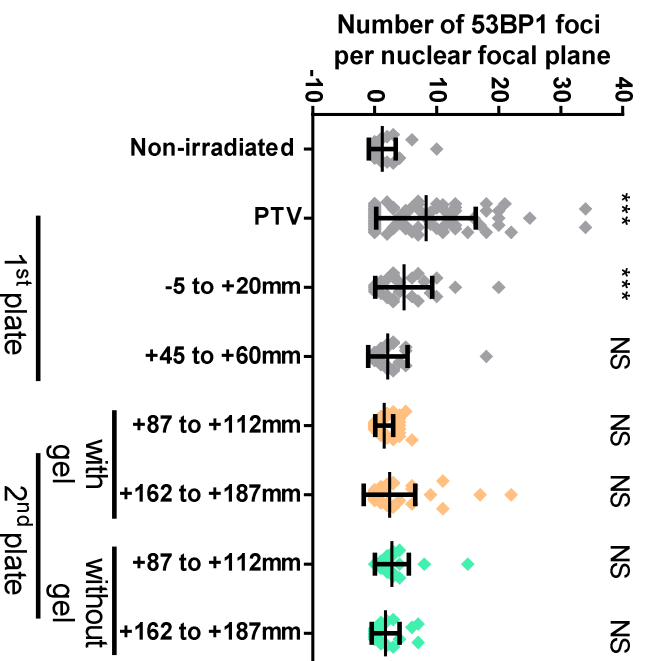 Number of 53BP1 foci
per nuclear focal plane
-10
0
10
20
30
40
Non-irradiated
PTV
***
-5 to +20mm
***
+45 to +60mm
NS
+87 to +112mm
NS
+162 to +187mm
NS
+87 to +112mm
NS
+162 to +187mm
NS
1st plate
with
gel
without
gel
2nd plate